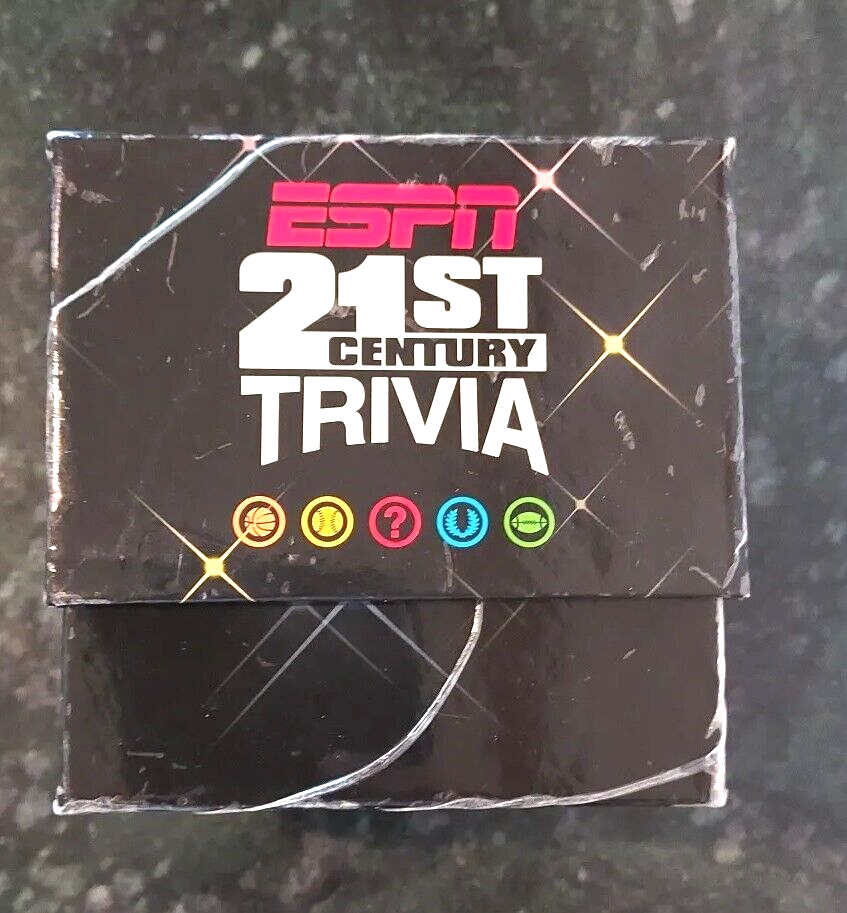 ESPN
21ST
CENTURY
TRIVIA
?